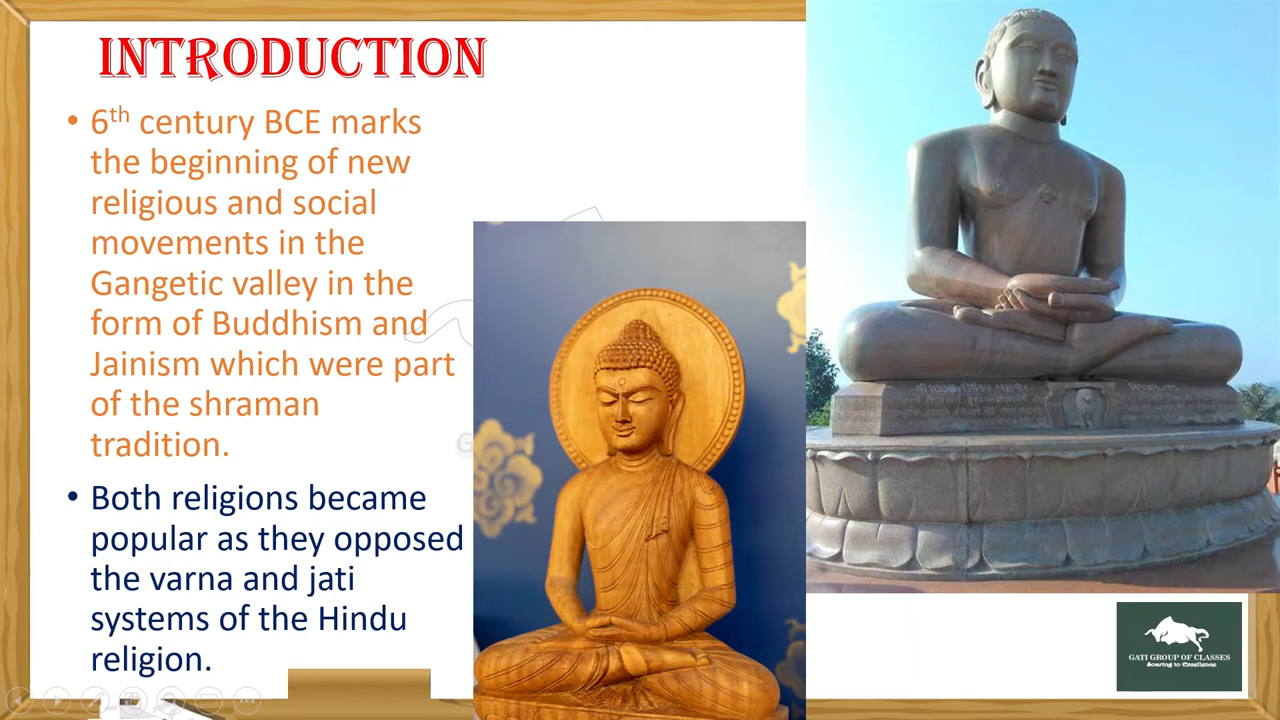 INTRODUCTION
• 6th century BCE marks
the beginning of new
religious and social
movements in the
Gangetic valley in the
form of Buddhism and
Jainism which were part
of the shraman
tradition.
• Both religions became
popular as they opposed
the varna and jati
systems of the Hindu
religion.
GATI GROUP OF CLASSES
Soaring to Excellence